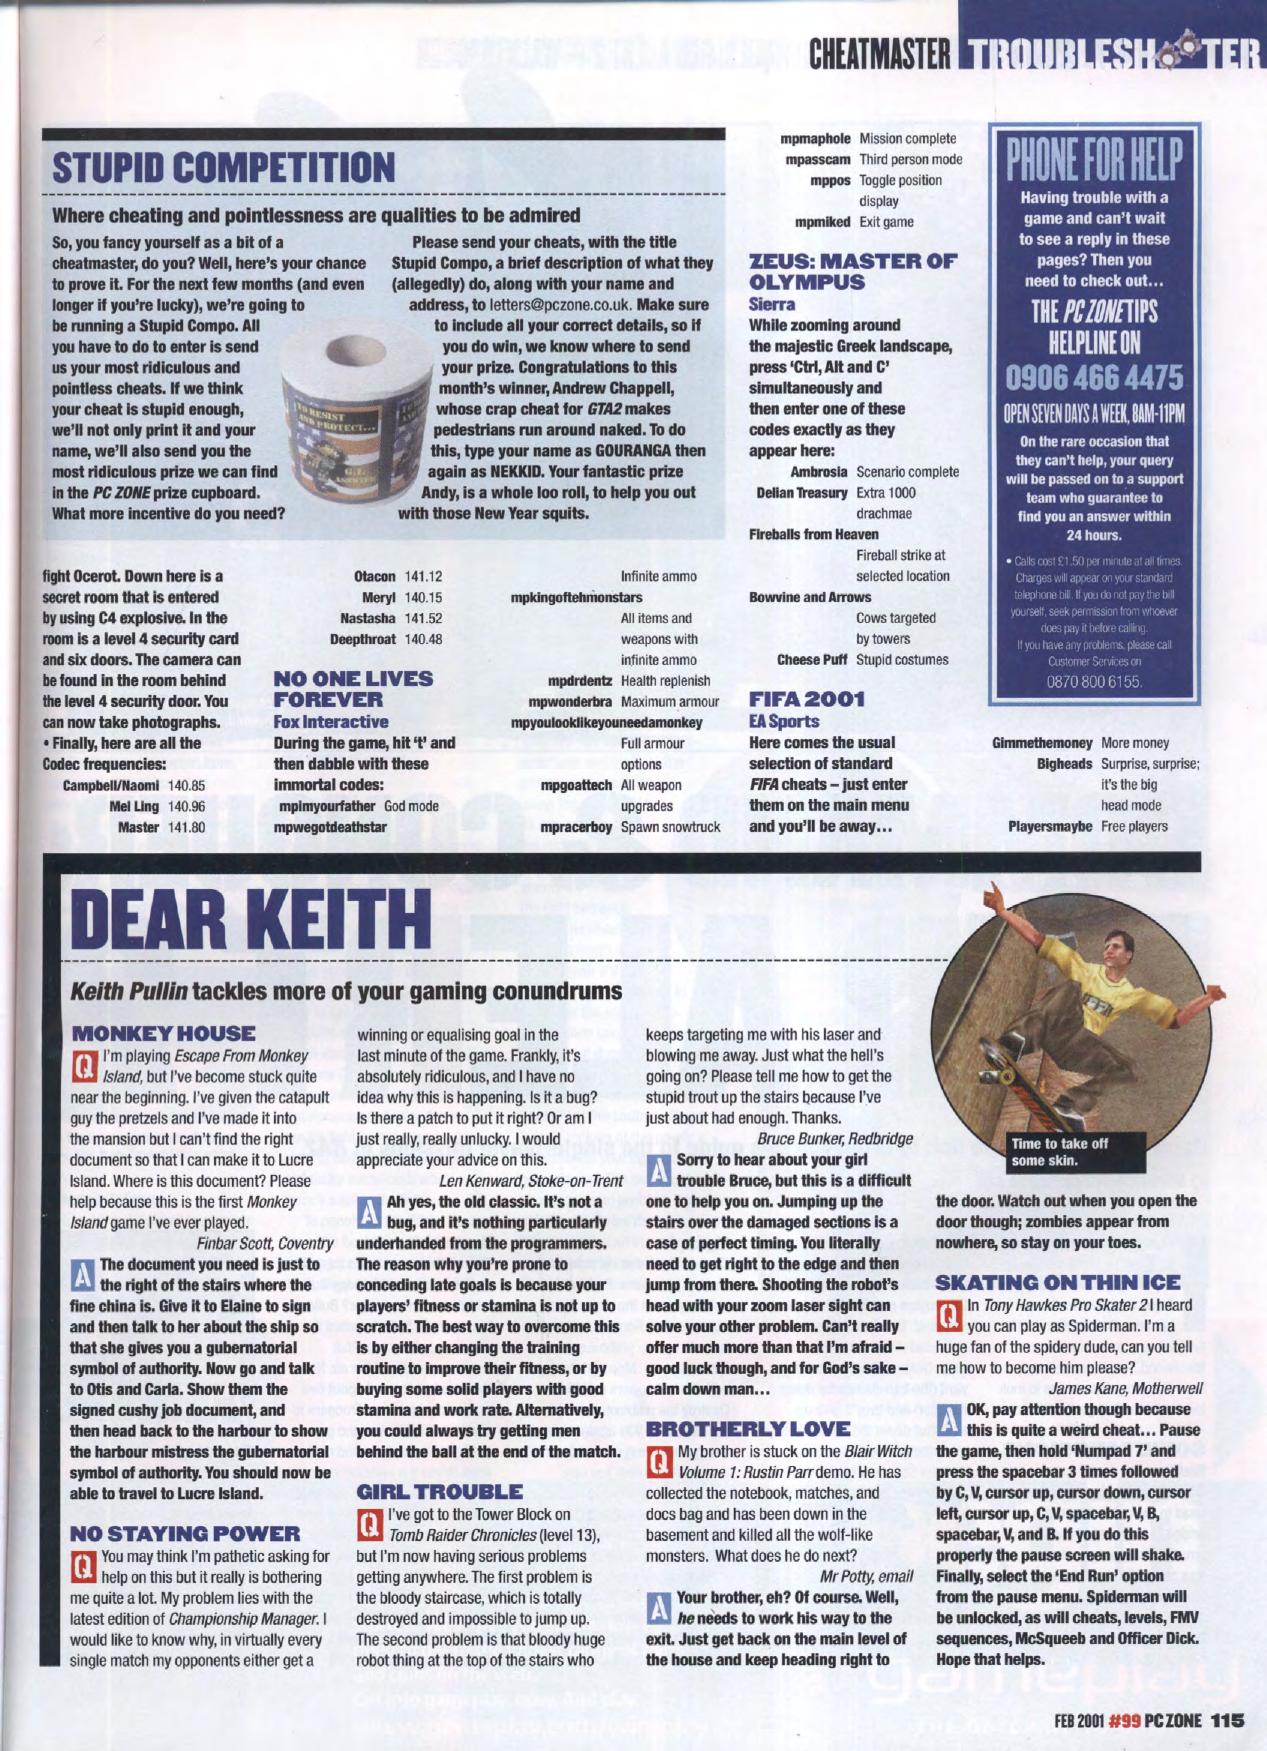 CHEATMASTER TROUBLESHOOTER
STUPID COMPETITION
Where cheating and pointlessness are qualities to be admired
So, you fancy yourself as a bit of a
cheatmaster, do you? Well, here's your chance
to prove it. For the next few months (and even
longer if you're lucky), we're going to
be running a Stupid Compo. All
you have to do to enter is send
us your most ridiculous and
pointless cheats. If we think
your cheat is stupid enough,
we'll not only print it and your
name, we'll also send you the
most ridiculous prize we can find
in the PC ZONE prize cupboard.
What more incentive do you need?
TO RESIST
AND PROTECT...
Please send your cheats, with the title
Stupid Compo, a brief description of what they
(allegedly) do, along with your name and
address, to letters@pczone.co.uk. Make sure
to include all your correct details, so if
you do win, we know where to send
your prize. Congratulations to this
month's winner, Andrew Chappell,
whose crap cheat for GTA2 makes
pedestrians run around naked. To do
this, type your name as GOURANGA then
again as NEKKID. Your fantastic prize
Andy, is a whole loo roll, to help you out
with those New Year squits.
fight Ocerot. Down here is a
secret room that is entered
by using C4 explosive. In the
room is a level 4 security card
and six doors. The camera can
be found in the room behind
the level 4 security door. You
can now take photographs.
• Finally, here are all the
Codec frequencies:
Campbell/Naomi 140.85
Mel Ling 140.96
Master 141.80
Otacon 141.12
Meryl 140.15
Nastasha 141.52
Deepthroat 140.48
NO ONE LIVES
FOREVER
Fox Interactive
During the game, hit 't' and
then dabble with these
immortal codes:
mpimyourfather God mode
mpwegotdeathstar
Infinite ammo
mpkingoftehmonstars
All items and
weapons with
infinite ammo
mpdrdentz Health replenish
mpwonderbra Maximum armour
mpyoulooklikeyouneedamonkey
Full armour
options
mpgoattech All weapon
upgrades
mpracerboy Spawn snowtruck
mpmaphole Mission complete
mpasscam Third person mode
mppos Toggle position
display
mpmiked Exit game
ZEUS: MASTER OF
OLYMPUS
Sierra
While zooming around
the majestic Greek landscape,
press 'Ctrl, Alt and C'
simultaneously and
then enter one of these
codes exactly as they
appear here:
Ambrosia Scenario complete
Delian Treasury Extra 1000
drachmae
Fireballs from Heaven
Fireball strike at
selected location
Bowvine and Arrows
Cows targeted
by towers
Cheese Puff Stupid costumes
FIFA 2001
EA Sports
Here comes the usual
selection of standard
FIFA cheats – just enter
them on the main menu
and you'll be away...
PHONE FOR HELP
Having trouble with a
game and can't wait
to see a reply in these
pages? Then you
need to check out...
THE PC ZONE TIPS
HELPLINE ON
0906 466 4475
OPEN SEVEN DAYS A WEEK, 8AM-11PM
On the rare occasion that
they can't help, your query
will be passed on to a support
team who guarantee to
find you an answer within
24 hours.
• Calls cost £1.50 per minute at all times.
Charges will appear on your standard
telephone bill. If you do not pay the bill
yourself, seek permission from whoever
does pay it before calling.
If you have any problems, please call
Customer Services on
0870 800 6155.
Gimmethemoney More money
Bigheads Surprise, surprise;
it's the big
head mode
Playersmaybe Free players
DEAR KEITH
Keith Pullin tackles more of your gaming conundrums
MONKEY HOUSE
Q I'm playing Escape From Monkey
Island, but I've become stuck quite
near the beginning. I've given the catapult
guy the pretzels and I've made it into
the mansion but I can't find the right
document so that I can make it to Lucre
Island. Where is this document? Please
help because this is the first Monkey
Island game I've ever played.
Finbar Scott, Coventry
A The document you need is just to
the right of the stairs where the
fine china is. Give it to Elaine to sign
and then talk to her about the ship so
that she gives you a gubernatorial
symbol of authority. Now go and talk
to Otis and Carla. Show them the
signed cushy job document, and
then head back to the harbour to show
the harbour mistress the gubernatorial
symbol of authority. You should now be
able to travel to Lucre Island.
NO STAYING POWER
Q You may think I'm pathetic asking for
help on this but it really is bothering
me quite a lot. My problem lies with the
latest edition of Championship Manager. I
would like to know why, in virtually every
single match my opponents either get a
winning or equalising goal in the
last minute of the game. Frankly, it's
absolutely ridiculous, and I have no
idea why this is happening. Is it a bug?
Is there a patch to put it right? Or am I
just really, really unlucky. I would
appreciate your advice on this.
Len Kenward, Stoke-on-Trent
A Ah yes, the old classic. It's not a
bug, and it's nothing particularly
underhanded from the programmers.
The reason why you're prone to
conceding late goals is because your
players' fitness or stamina is not up to
scratch. The best way to overcome this
is by either changing the training
routine to improve their fitness, or by
buying some solid players with good
stamina and work rate. Alternatively,
you could always try getting men
behind the ball at the end of the match.
GIRL TROUBLE
Q I've got to the Tower Block on
Tomb Raider Chronicles (level 13),
but I'm now having serious problems
getting anywhere. The first problem is
the bloody staircase, which is totally
destroyed and impossible to jump up.
The second problem is that bloody huge
robot thing at the top of the stairs who
keeps targeting me with his laser and
blowing me away. Just what the hell's
going on? Please tell me how to get the
stupid trout up the stairs because I've
just about had enough. Thanks.
Bruce Bunker, Redbridge
A Sorry to hear about your girl
trouble Bruce, but this is a difficult
one to help you on. Jumping up the
stairs over the damaged sections is a
case of perfect timing. You literally
need to get right to the edge and then
jump from there. Shooting the robot's
head with your zoom laser sight can
solve your other problem. Can't really
offer much more than that I'm afraid –
good luck though, and for God's sake –
calm down man...
BROTHERLY LOVE
Q My brother is stuck on the Blair Witch
Volume 1: Rustin Parr demo. He has
collected the notebook, matches, and
docs bag and has been down in the
basement and killed all the wolf-like
monsters. What does he do next?
Mr Potty, email
A Your brother, eh? Of course. Well,
he needs to work his way to the
exit. Just get back on the main level of
the house and keep heading right to
Time to take off
some skin.
the door. Watch out when you open the
door though; zombies appear from
nowhere, so stay on your toes.
SKATING ON THIN ICE
Q In Tony Hawkes Pro Skater 2 I heard
you can play as Spiderman. I'm a
huge fan of the spidery dude, can you tell
me how to become him please?
James Kane, Motherwell
A OK, pay attention though because
this is quite a weird cheat... Pause
the game, then hold 'Numpad 7' and
press the spacebar 3 times followed
by C, V, cursor up, cursor down, cursor
left, cursor up, C, V, spacebar, V, B,
spacebar, V, and B. If you do this
properly the pause screen will shake.
Finally, select the 'End Run' option
from the pause menu. Spiderman will
be unlocked, as will cheats, levels, FMV
sequences, McSqueeb and Officer Dick.
Hope that helps.
FEB 2001 #99 PC ZONE 115